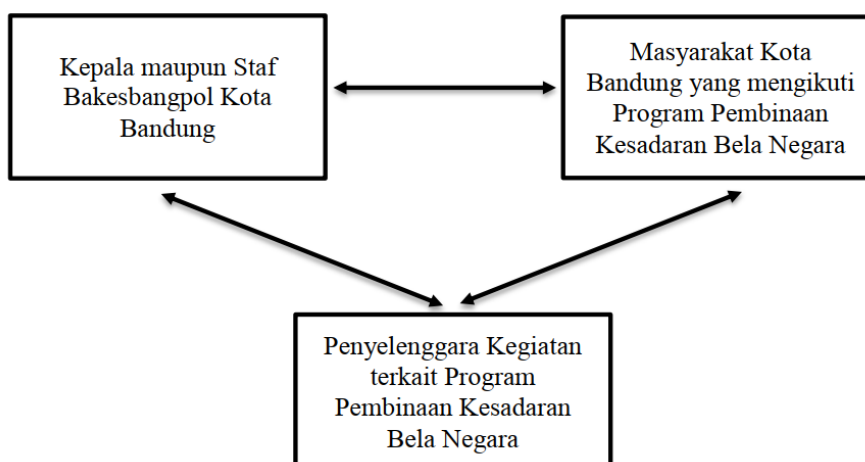 Kepala maupun Staf
Bakesbangpol Kota
Bandung
Masyarakat Kota
Bandung yang mengikuti
Program Pembinaan
Kesadaran Bela Negara
Penyelenggara Kegiatan
terkait Program
Pembinaan Kesadaran
Bela Negara